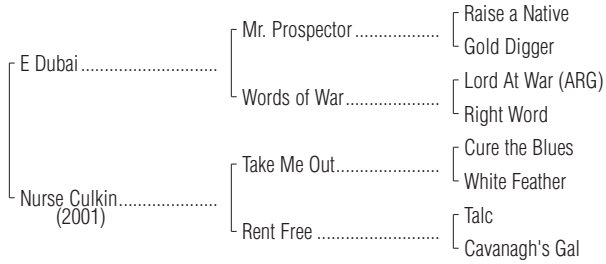 Raise a Native
Mr. Prospector ..................
Gold Digger
E Dubai .............................
Lord At War (ARG)
Words of War....................
Right Word
Cure the Blues
Take Me Out......................
White Feather
Nurse Culkin.....................
(2001)
Talc
Rent Free ..........................
Cavanagh's Gal